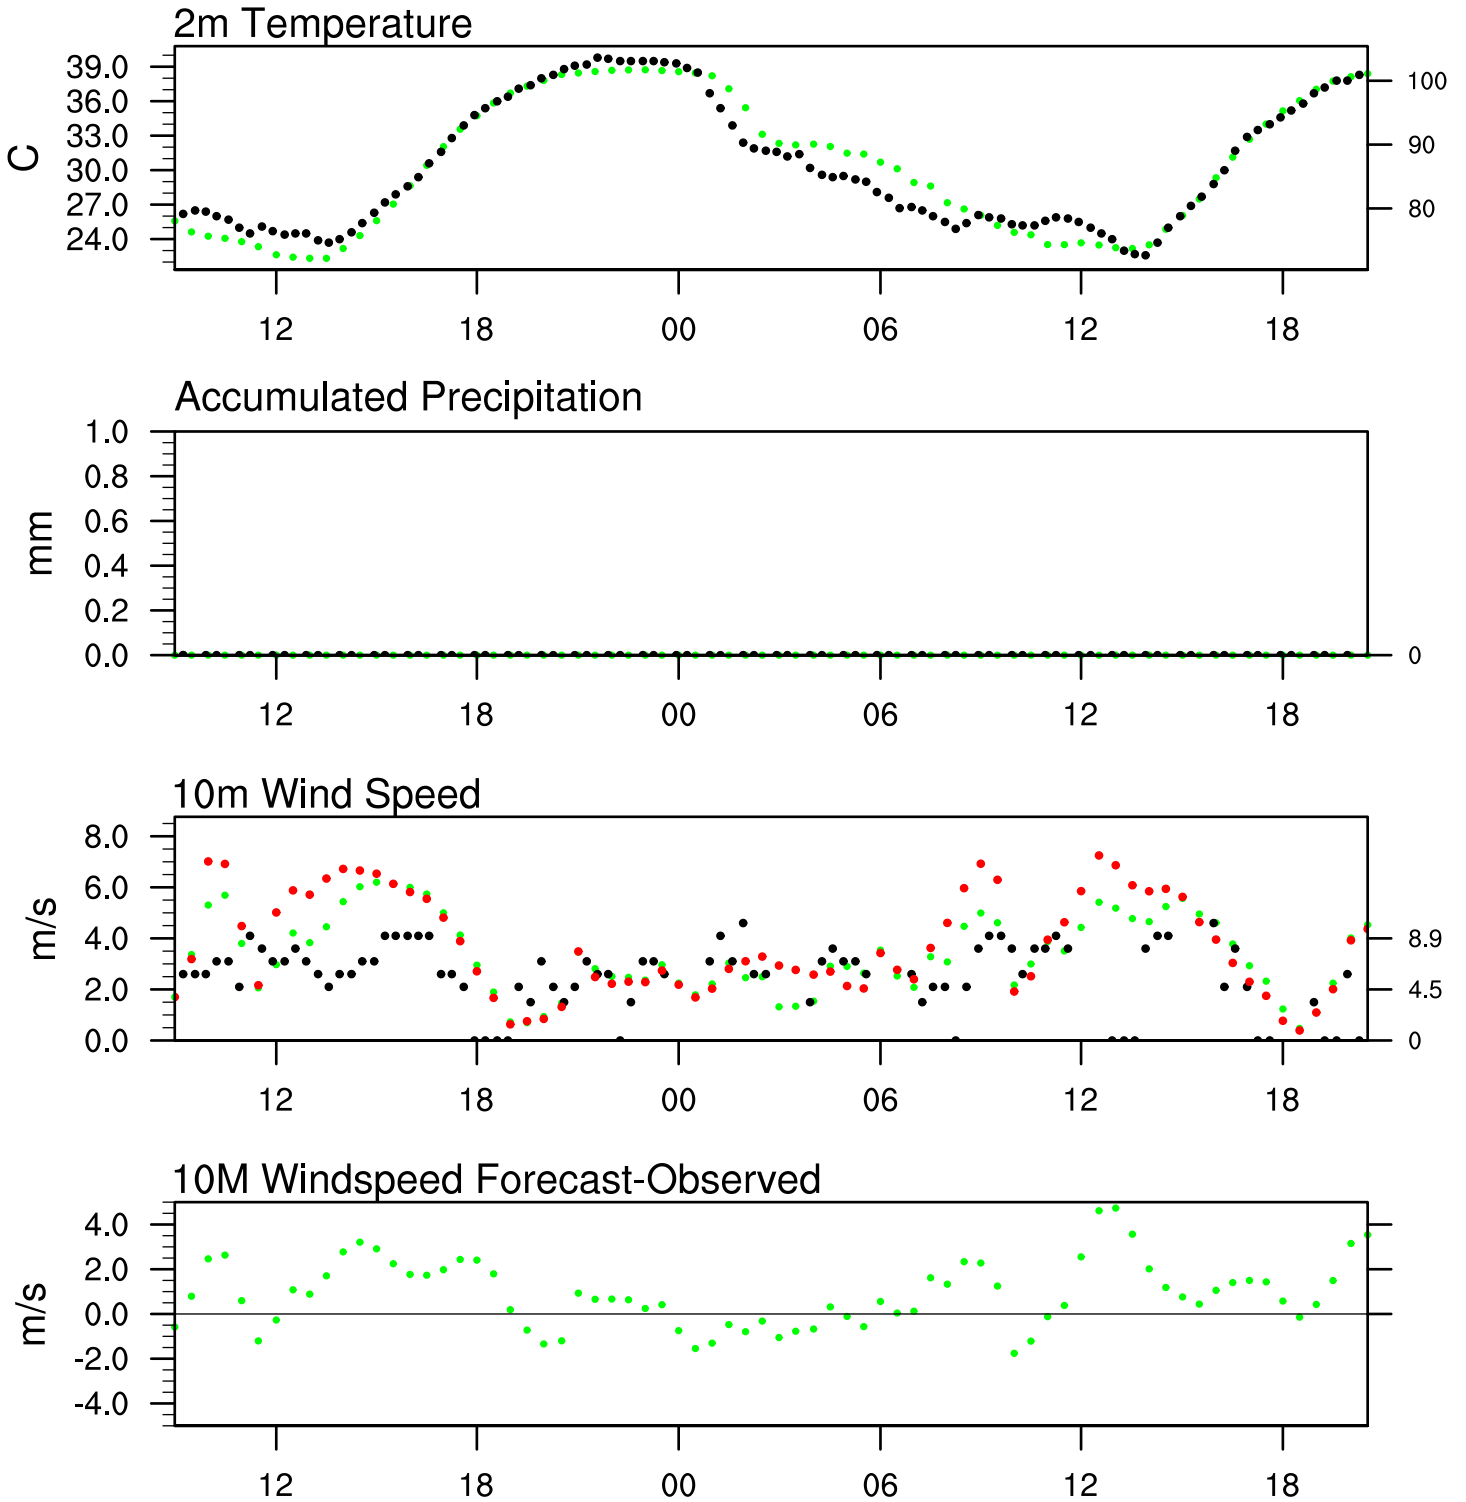 2m Temperature
39.0
36.0
33.0
30.0
27.0
24.0
C
100
90
80
12 18 00 06 12 18
Accumulated Precipitation
1.0
0.8
0.6
0.4
0.2
0.0
mm
0
12 18 00 06 12 18
10m Wind Speed
8.0
6.0
4.0
2.0
0.0
m/s
8.9
4.5
0
12 18 00 06 12 18
10M Windspeed Forecast-Observed
4.0
2.0
0.0
-2.0
-4.0
m/s
12 18 00 06 12 18